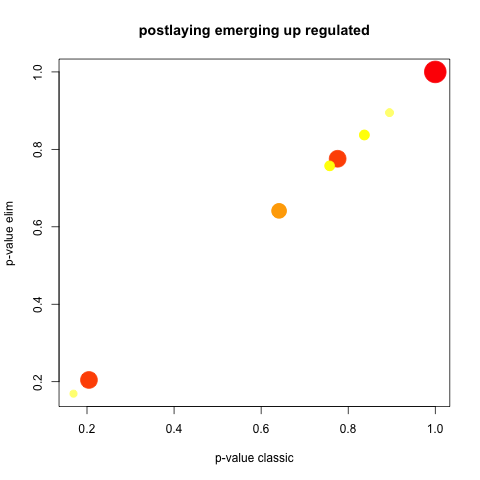 postlaying emerging up regulated
p-value elim
1.0
0.8
0.6
0.4
0.2
0.2 0.4 0.6 0.8 1.0
p-value classic